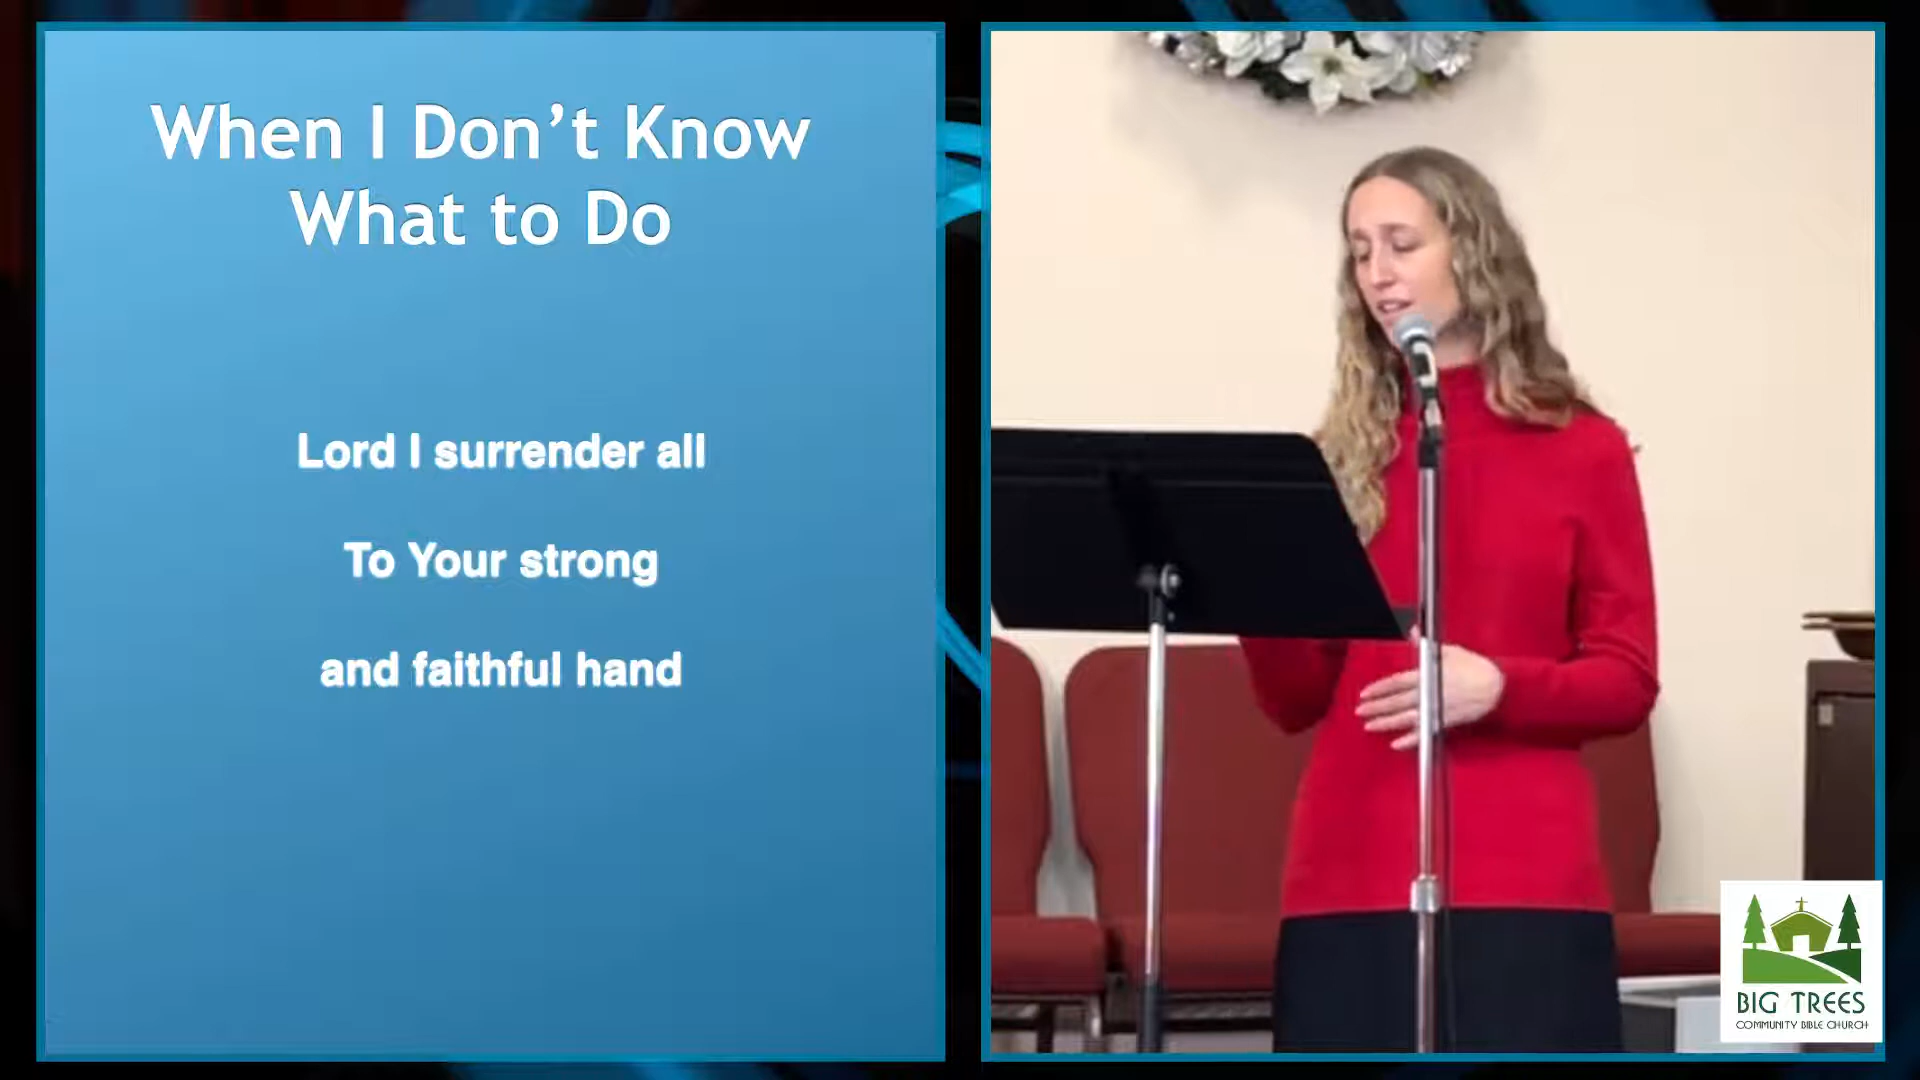 When I Don’t Know
What to Do
Lord I surrender all
To Your strong
and faithful hand
BIG TREES
COMMUNITY BIBLE CHURCH